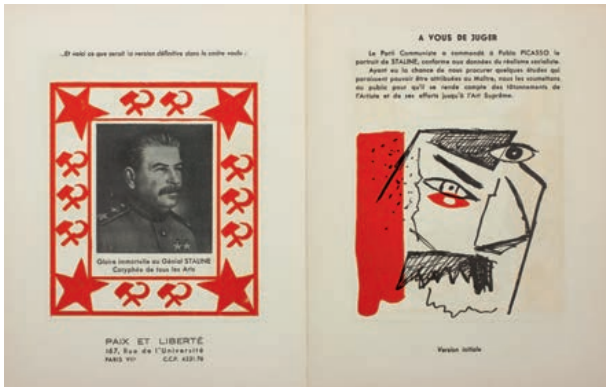 ...Et voici ce que serait la version définitive dans le cadre voulu :
Gloire immortelle au Génial STALINE
Coryphée de tous les Arts
PAIX ET LIBERTÉ
167, Rue de l'Université
PARIS VIIᵉ C.C.P. 6231-76
A VOUS DE JUGER
Le Parti Communiste a commandé à Pablo PICASSO le
portrait de STALINE, conforme aux données du réalisme socialiste.
Ayant eu la chance de nous procurer quelques études qui
paraissent pouvoir être attribuées au Maître, nous les soumettons
au public pour qu'il se rende compte des tâtonnements de
l'Artiste et de ses efforts jusqu'à l'Art Suprême.
Version initiale